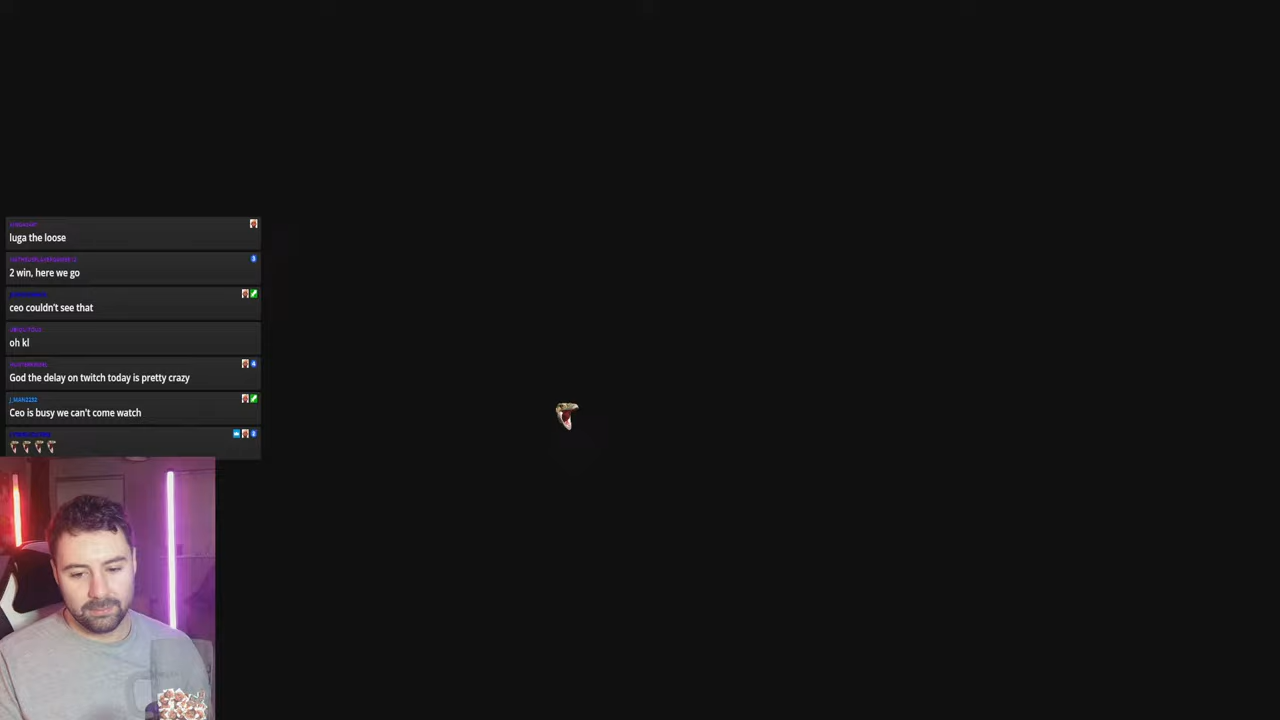 luga the loose
2 win, here we go
ceo couldn't see that
oh kl
God the delay on twitch today is pretty crazy
J_MAN2252
Ceo is busy we can't come watch